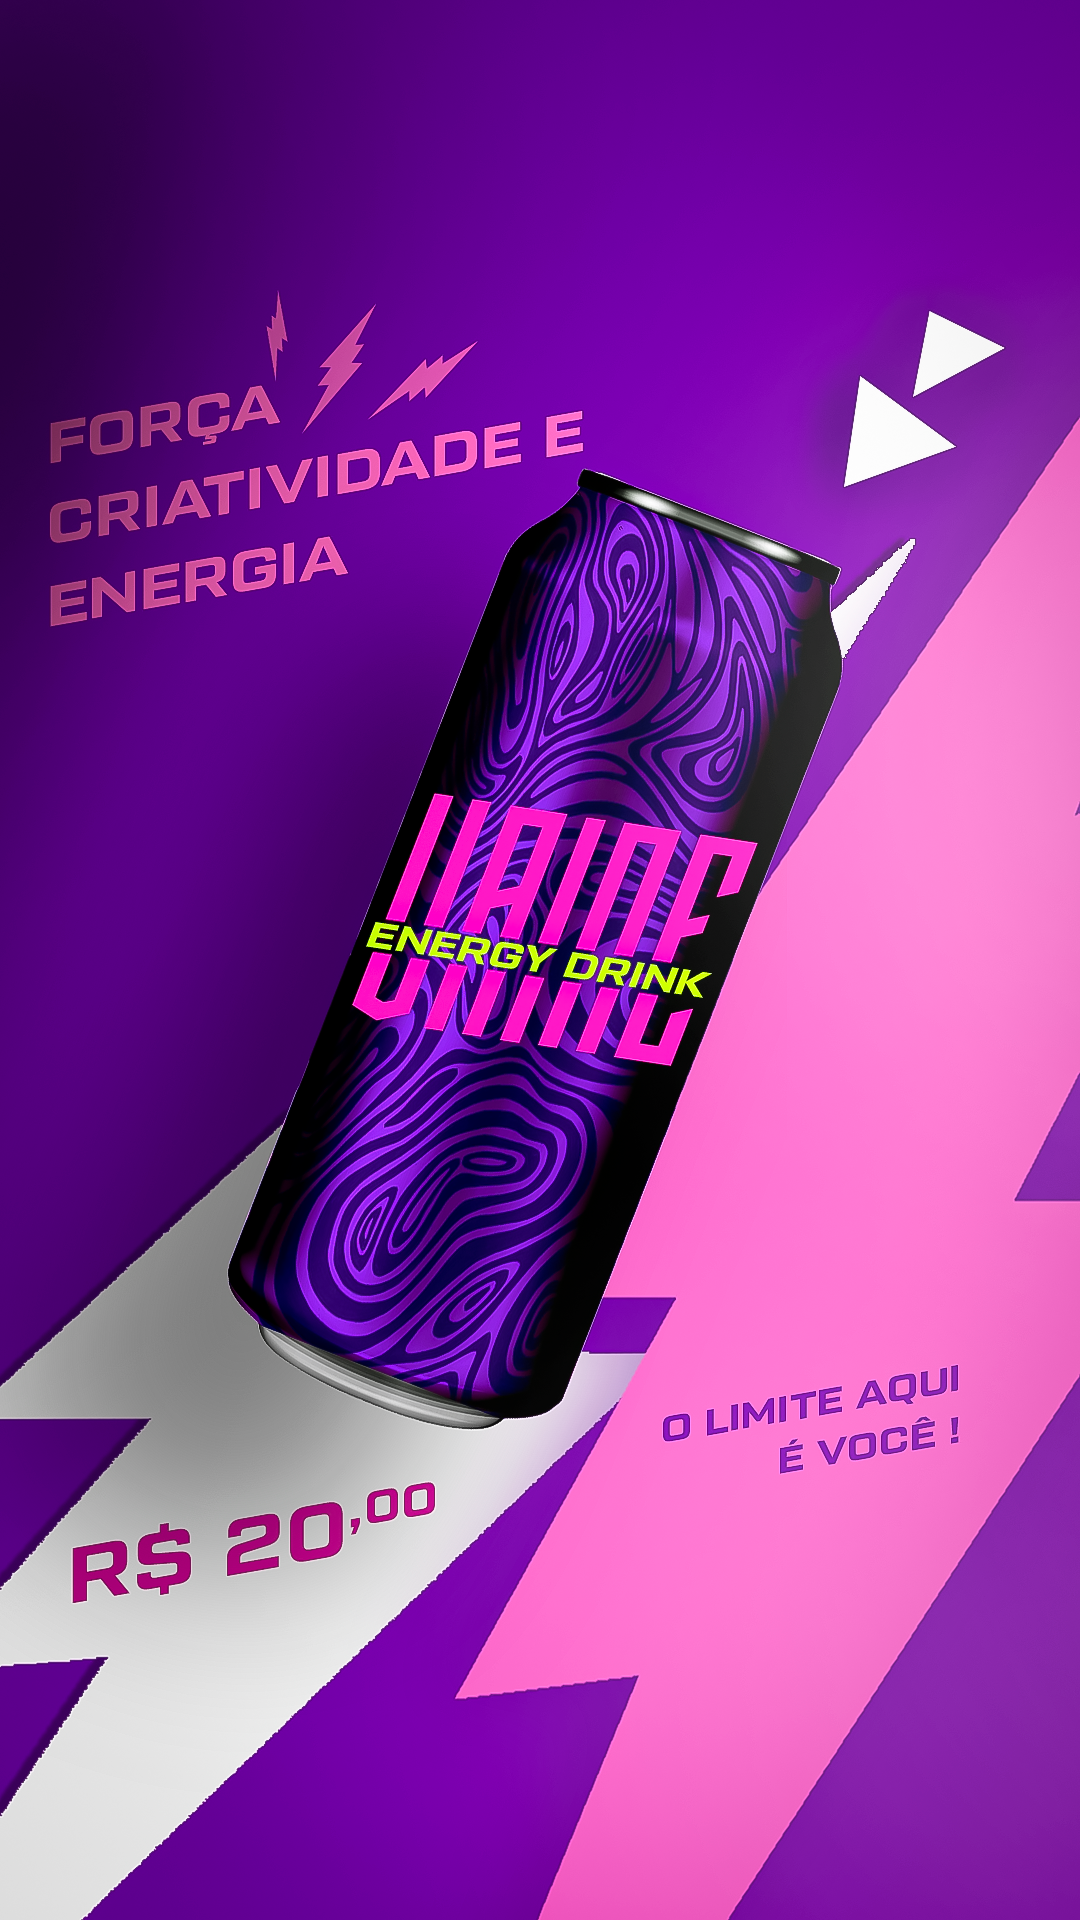 FORÇA
CRIATIVIDADE E
ENERGIA
ENERGY DRINK
O LIMITE AQUI
É VOCÊ !
R$ 20,00